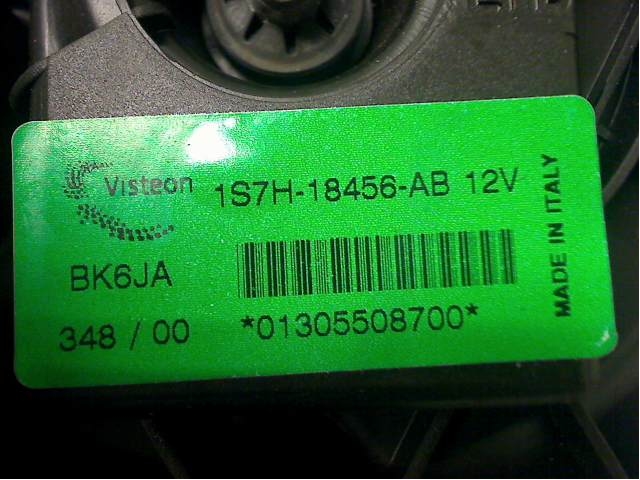 Visteon 1S7H-18456-AB 12V
BK6JA
348 / 00 *01305508700*
MADE IN ITALY